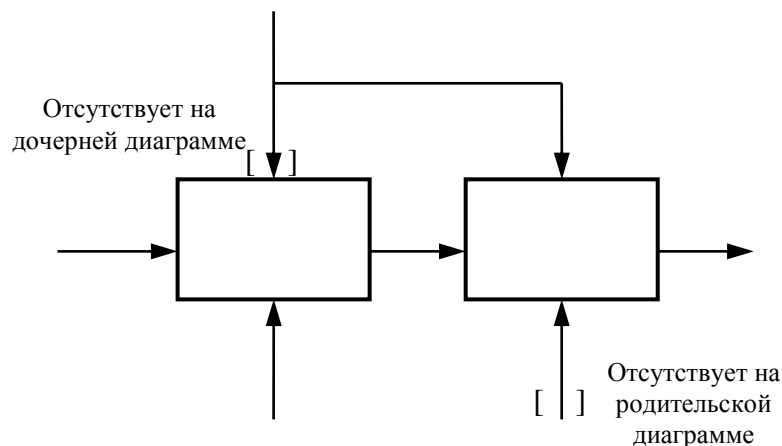 Отсутствует на
дочерней диаграмме
[ ]
[ ]
Отсутствует на
родительской
диаграмме